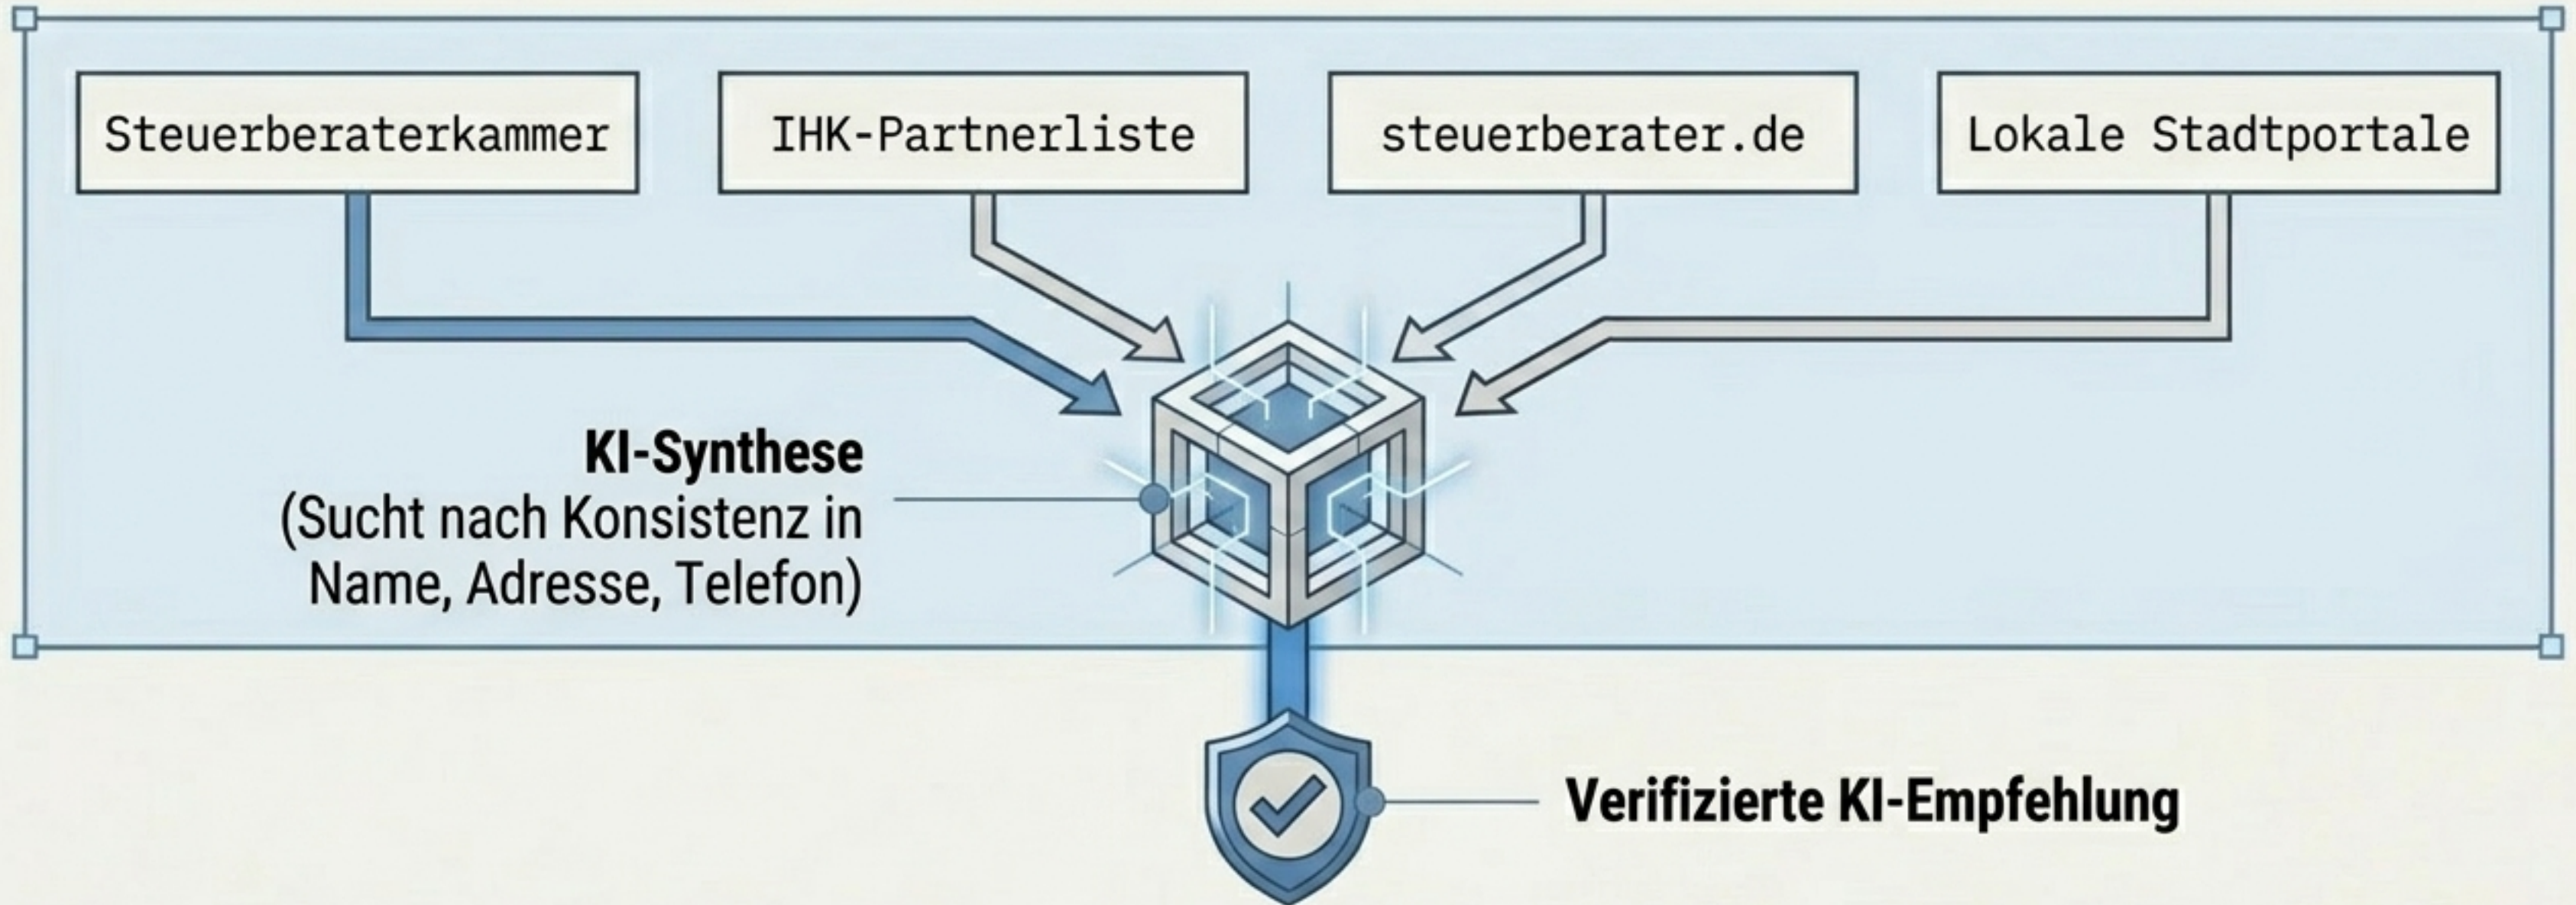 Steuerberaterkammer
IHK-Partnerliste
steuerberater.de
Lokale Stadtportale
KI-Synthese
(Sucht nach Konsistenz in
Name, Adresse, Telefon)
Verifizierte KI-Empfehlung